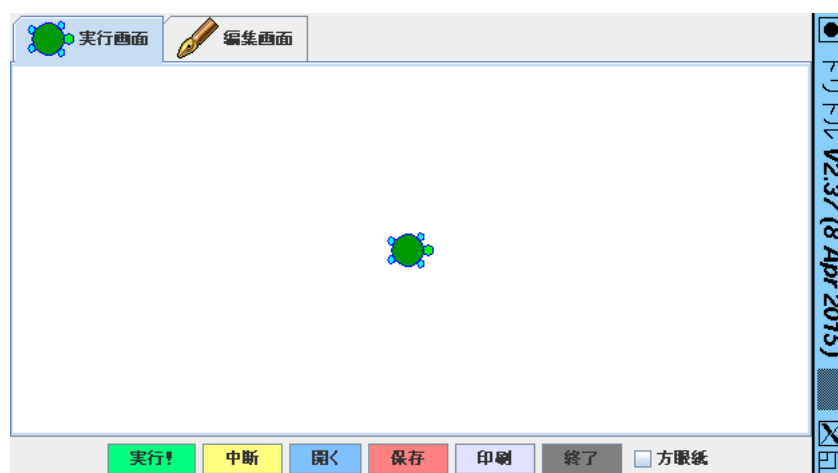 実行画面
編集画面
実行!
中断
開く
保存
印刷
終了
方眼紙
ドリトル V2.37 (8 Apr 2015)